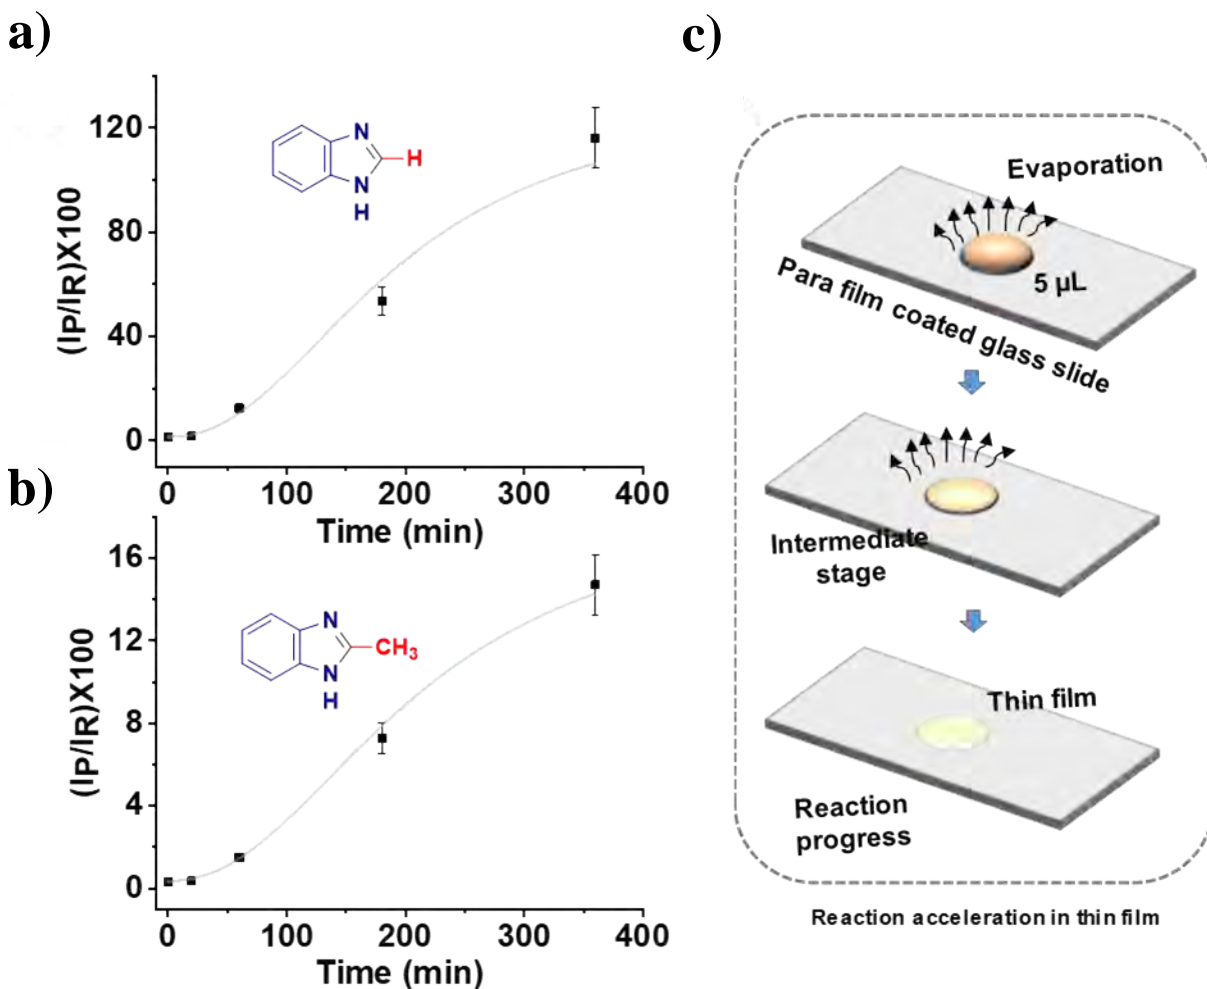 a)
120
80
40
0
(IP/IR)X100
N
H
N
H
0 100 200 300 400
Time (min)
b)
16
12
8
4
0
(IP/IR)X100
N
CH3
N
H
0 100 200 300 400
Time (min)
c)
Evaporation
5 µL
Para film coated glass slide
Intermediate
stage
Thin film
Reaction
progress
Reaction acceleration in thin film